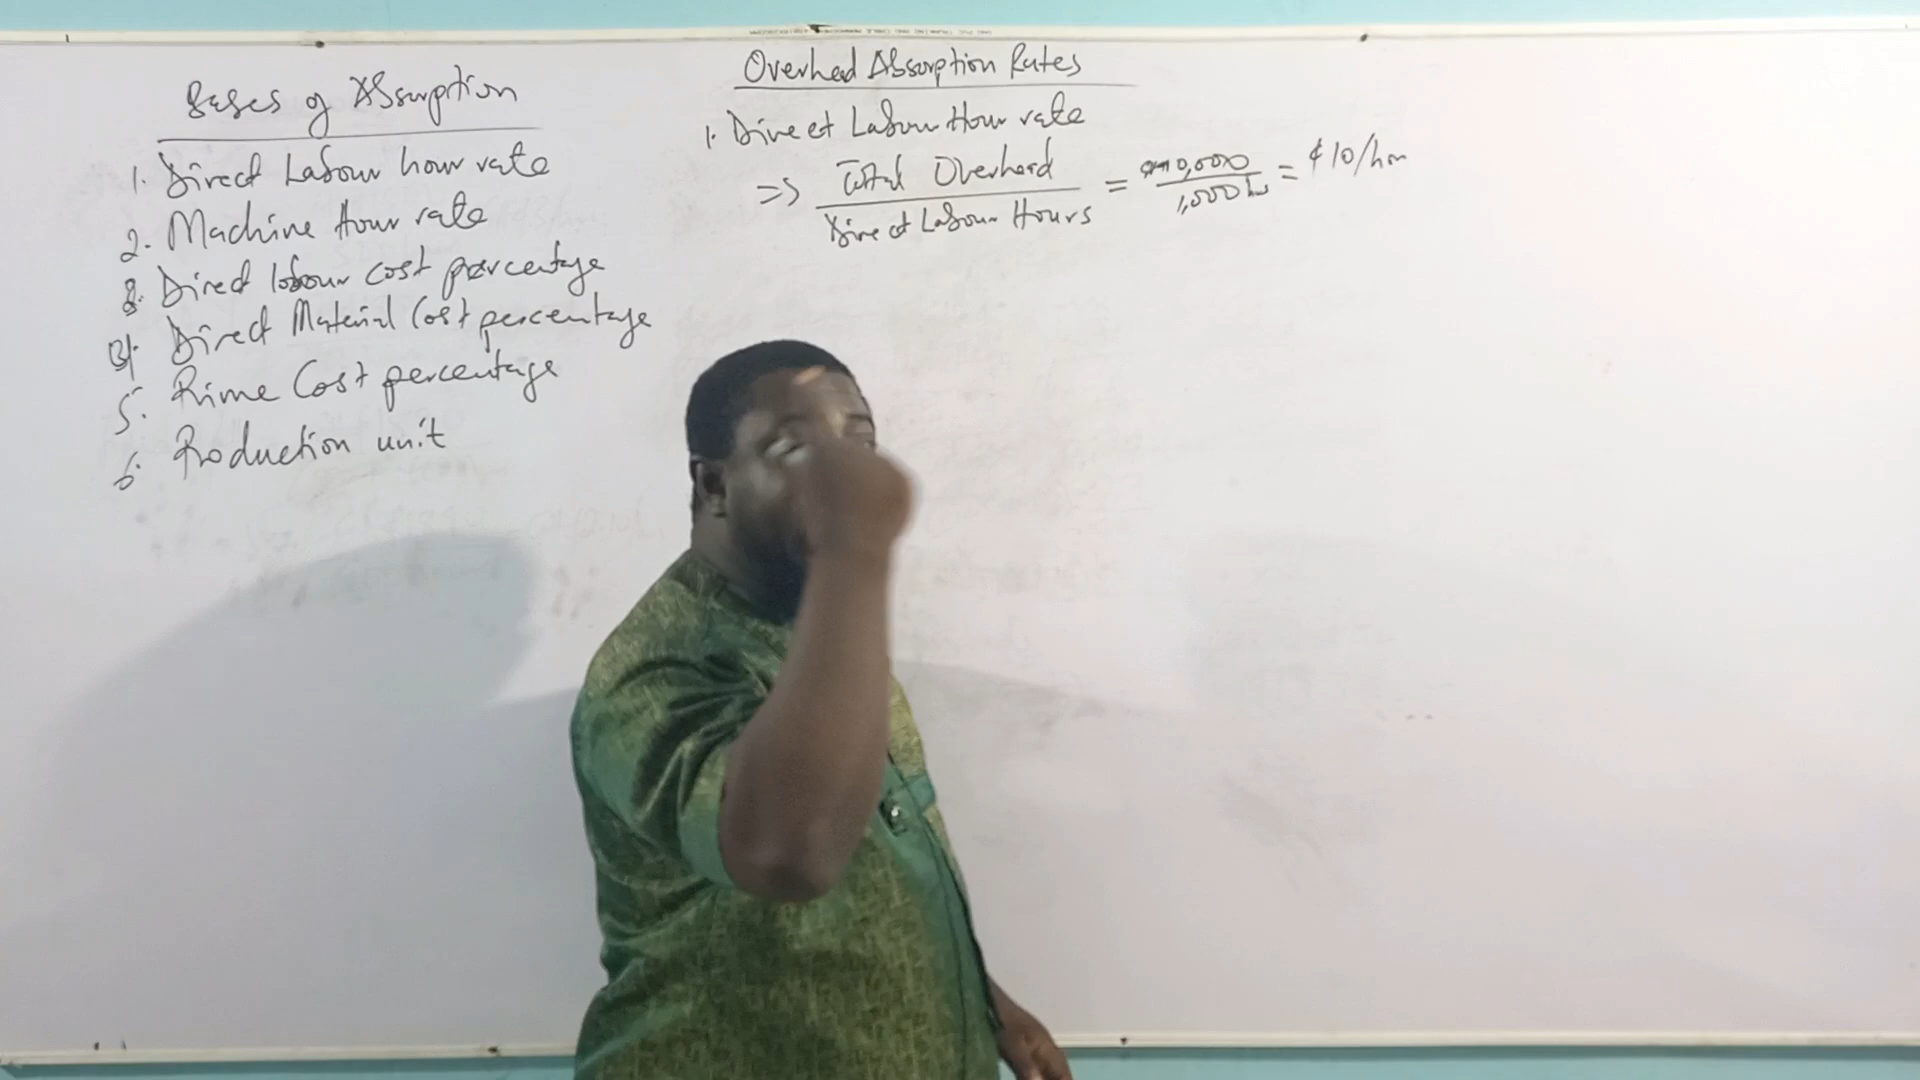 Bases of Absorption
1. Direct Labour hour rate
2. Machine Hour rate
3. Direct labour cost percentage
4. Direct Material Cost percentage
5. Prime Cost percentage
6. Production unit
Overhead Absorption Rates
1. Direct Labour Hour rate
=> Total Overhead / Direct Labour Hours = ¢10,000 / 1,000 hrs = ¢10/hr